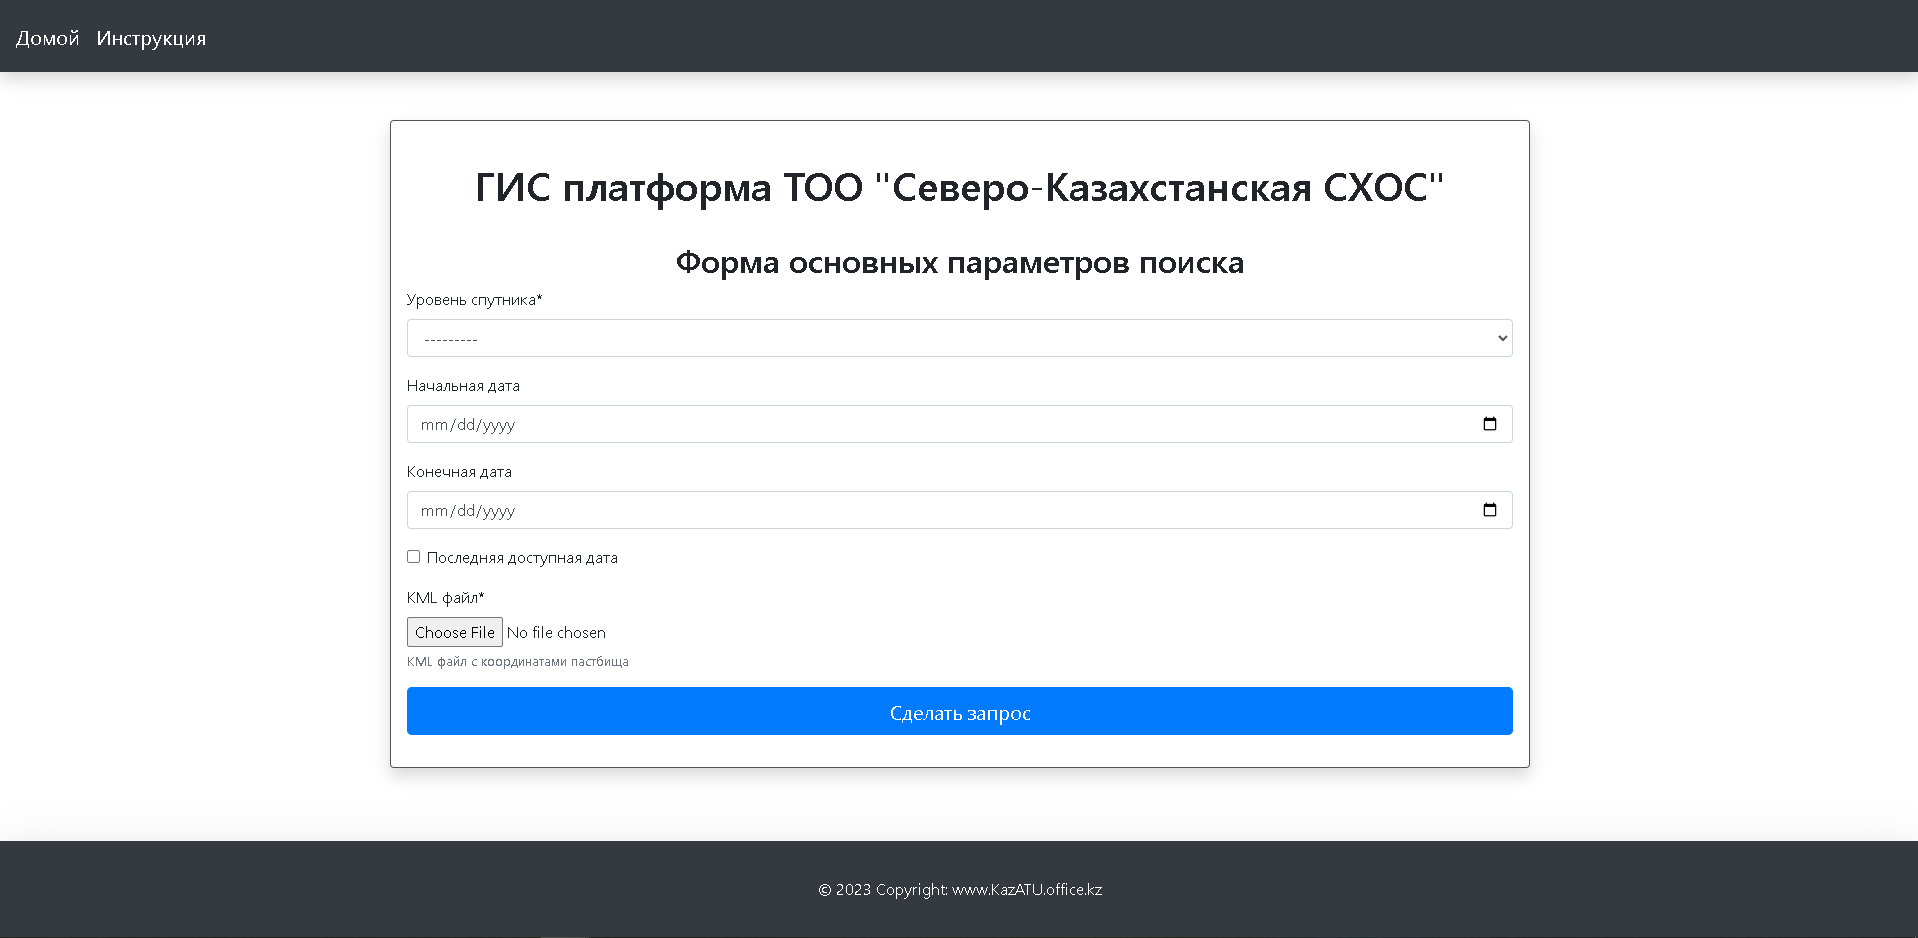 Домой Инструкция
ГИС платформа ТОО "Северо-Казахстанская СХОС"
Форма основных параметров поиска
Уровень спутника*
---------
Начальная дата
mm/dd/yyyy
Конечная дата
mm/dd/yyyy
Последняя доступная дата
KML файл*
Choose File No file chosen
KML файл с координатами пастбища
Сделать запрос
© 2023 Copyright: www.KazATU.office.kz